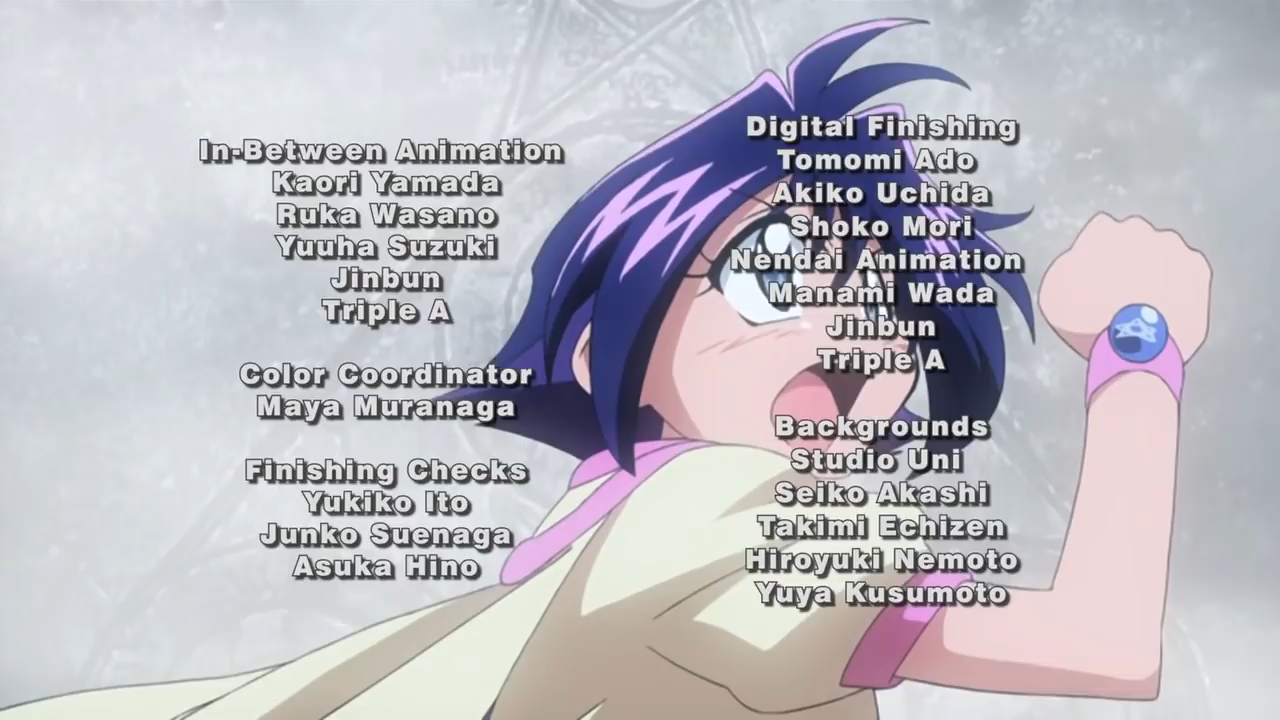 In-Between Animation
Kaori Yamada
Ruka Wasano
Yuuha Suzuki
Jinbun
Triple A
Color Coordinator
Maya Muranaga
Finishing Checks
Yukiko Ito
Junko Suenaga
Asuka Hino
Digital Finishing
Tomomi Ado
Akiko Uchida
Shoko Mori
Nendai Animation
Manami Wada
Jinbun
Triple A
Backgrounds
Studio Uni
Seiko Akashi
Takimi Echizen
Hiroyuki Nemoto
Yuya Kusumoto